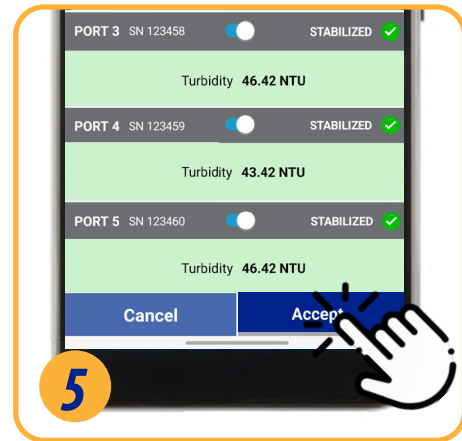 PORT 3 SN 123458 STABILIZED
Turbidity 46.42 NTU
PORT 4 SN 123459 STABILIZED
Turbidity 43.42 NTU
PORT 5 SN 123460 STABILIZED
Turbidity 46.42 NTU
Cancel Accept
5